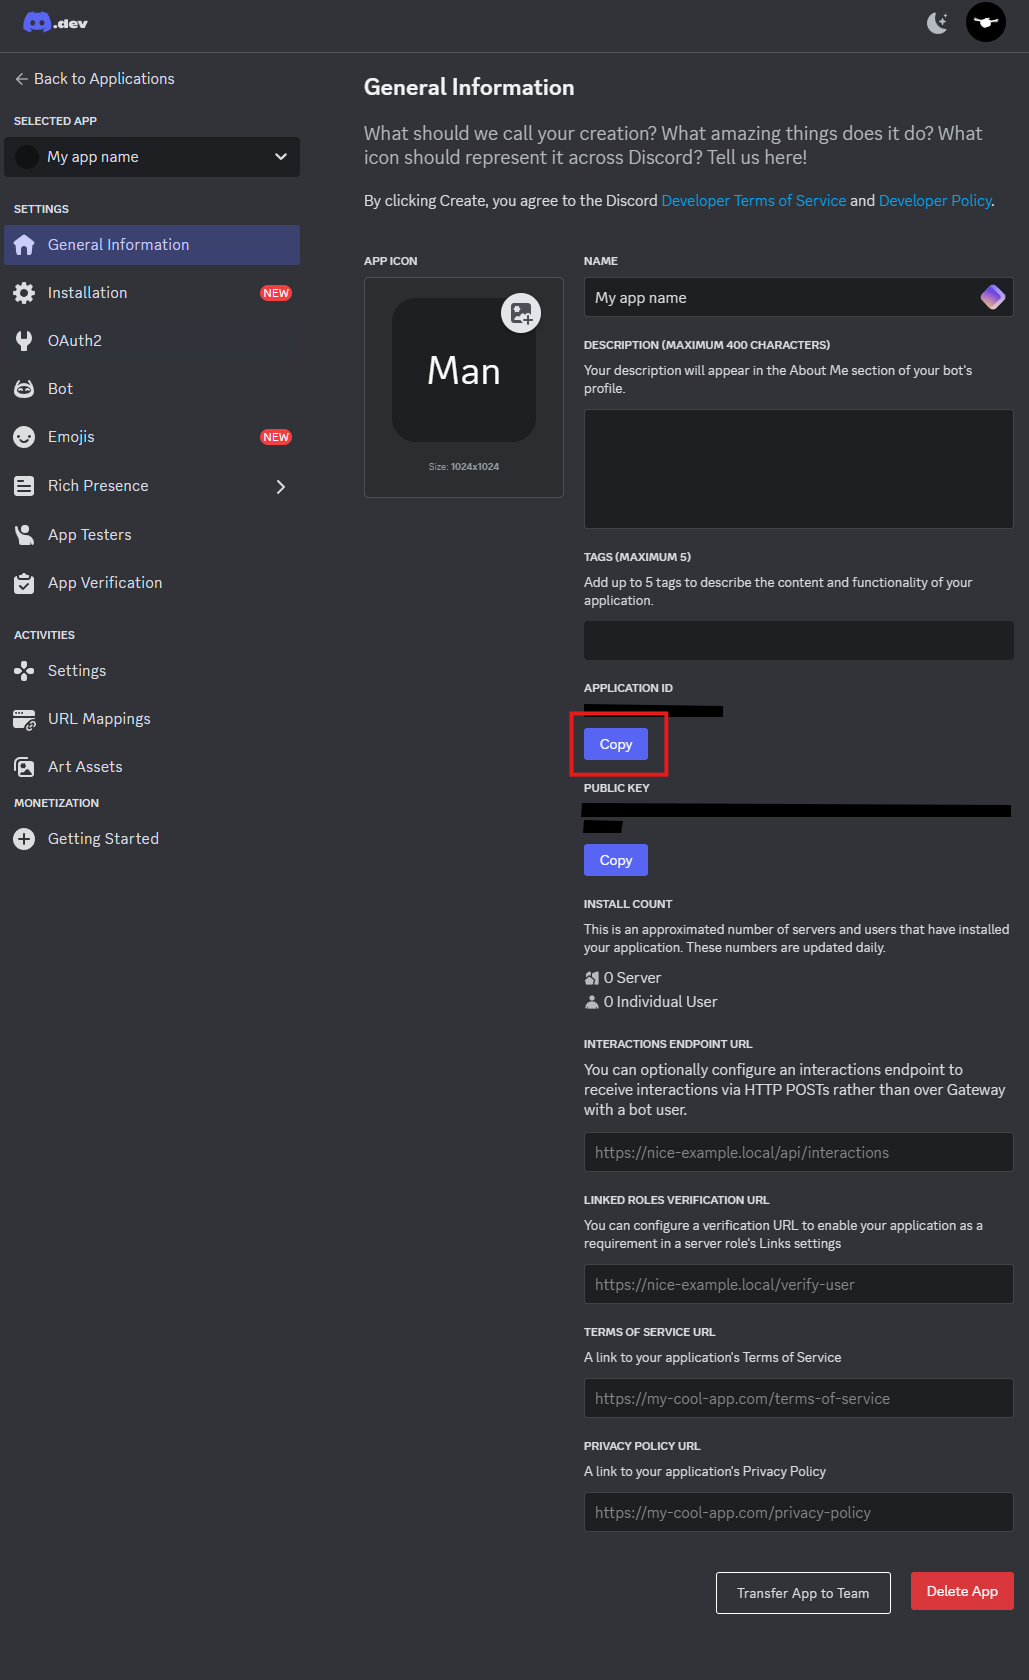 .dev
Back to Applications
SELECTED APP
My app name
SETTINGS
General Information
Installation NEW
OAuth2
Bot
Emojis NEW
Rich Presence
App Testers
App Verification
ACTIVITIES
Settings
URL Mappings
Art Assets
MONETIZATION
Getting Started
General Information
What should we call your creation? What amazing things does it do? What
icon should represent it across Discord? Tell us here!
By clicking Create, you agree to the Discord Developer Terms of Service and Developer Policy.
APP ICON
Man
Size: 1024x1024
NAME
My app name
DESCRIPTION (MAXIMUM 400 CHARACTERS)
Your description will appear in the About Me section of your bot's
profile.
TAGS (MAXIMUM 5)
Add up to 5 tags to describe the content and functionality of your
application.
APPLICATION ID
Copy
PUBLIC KEY
Copy
INSTALL COUNT
This is an approximated number of servers and users that have installed
your application. These numbers are updated daily.
0 Server
0 Individual User
INTERACTIONS ENDPOINT URL
You can optionally configure an interactions endpoint to
receive interactions via HTTP POSTs rather than over Gateway
with a bot user.
https://nice-example.local/api/interactions
LINKED ROLES VERIFICATION URL
You can configure a verification URL to enable your application as a
requirement in a server role's Links settings
https://nice-example.local/verify-user
TERMS OF SERVICE URL
A link to your application's Terms of Service
https://my-cool-app.com/terms-of-service
PRIVACY POLICY URL
A link to your application's Privacy Policy
https://my-cool-app.com/privacy-policy
Transfer App to Team
Delete App